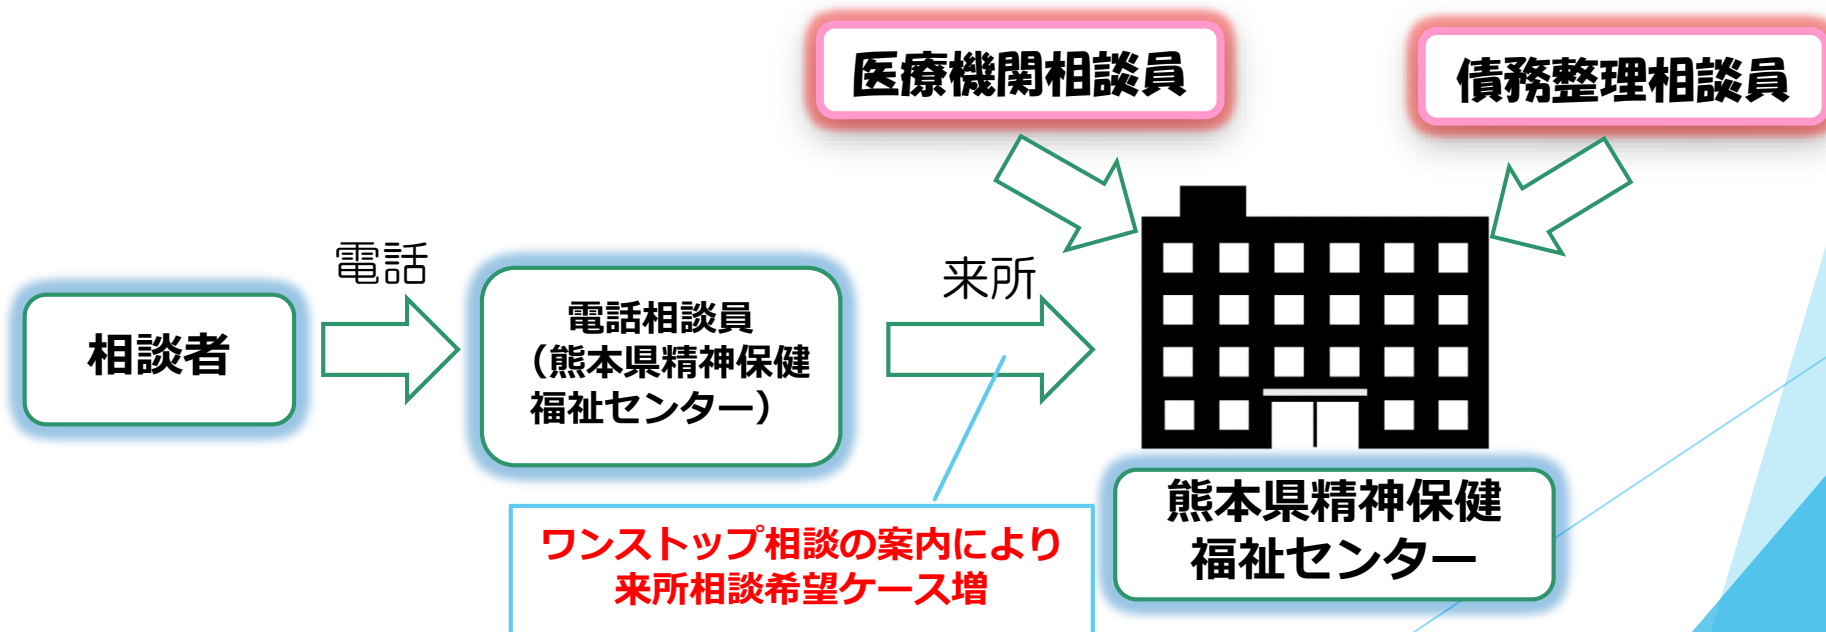 医療機関相談員
債務整理相談員
電話
来所
相談者
電話相談員
（熊本県精神保健
福祉センター）
熊本県精神保健
福祉センター
ワンストップ相談の案内により
来所相談希望ケース増